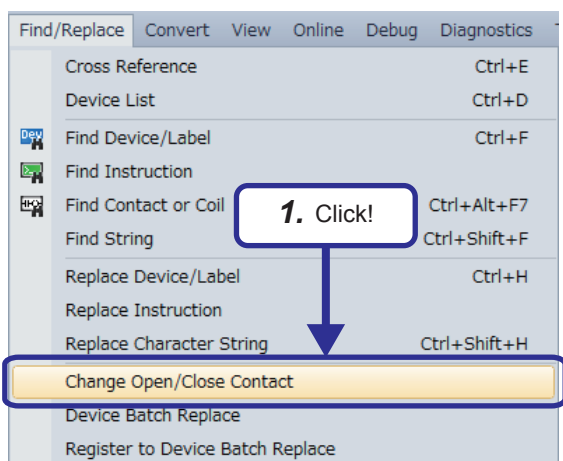 Find/Replace Convert View Online Debug Diagnostics
Cross Reference Ctrl+E
Device List Ctrl+D
Find Device/Label Ctrl+F
Find Instruction
Find Contact or Coil Ctrl+Alt+F7
1. Click!
Find String Ctrl+Shift+F
Replace Device/Label Ctrl+H
Replace Instruction
Replace Character String Ctrl+Shift+H
Change Open/Close Contact
Device Batch Replace
Register to Device Batch Replace